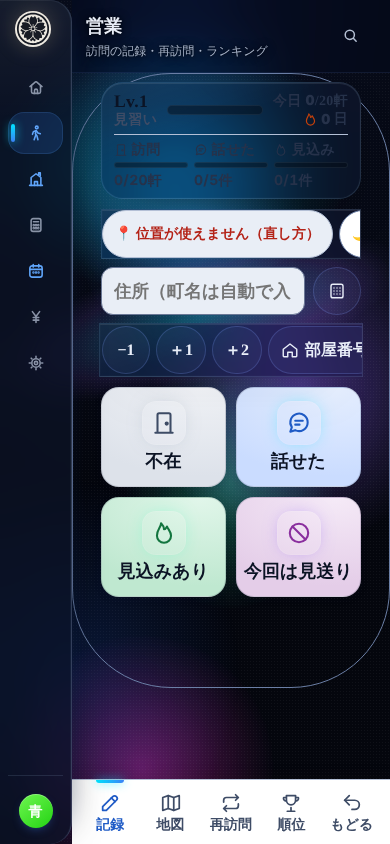 営業
訪問の記録・再訪問・ランキング
Lv.1
見習い
今日 0/20軒
0 日
訪問
話せた
見込み
0/20軒
0/5件
0/1件
📍 位置が使えません（直し方）
住所（町名は自動で入
−1
＋1
＋2
部屋番号
不在
話せた
見込みあり
今回は見送り
青
記録
地図
再訪問
順位
もどる